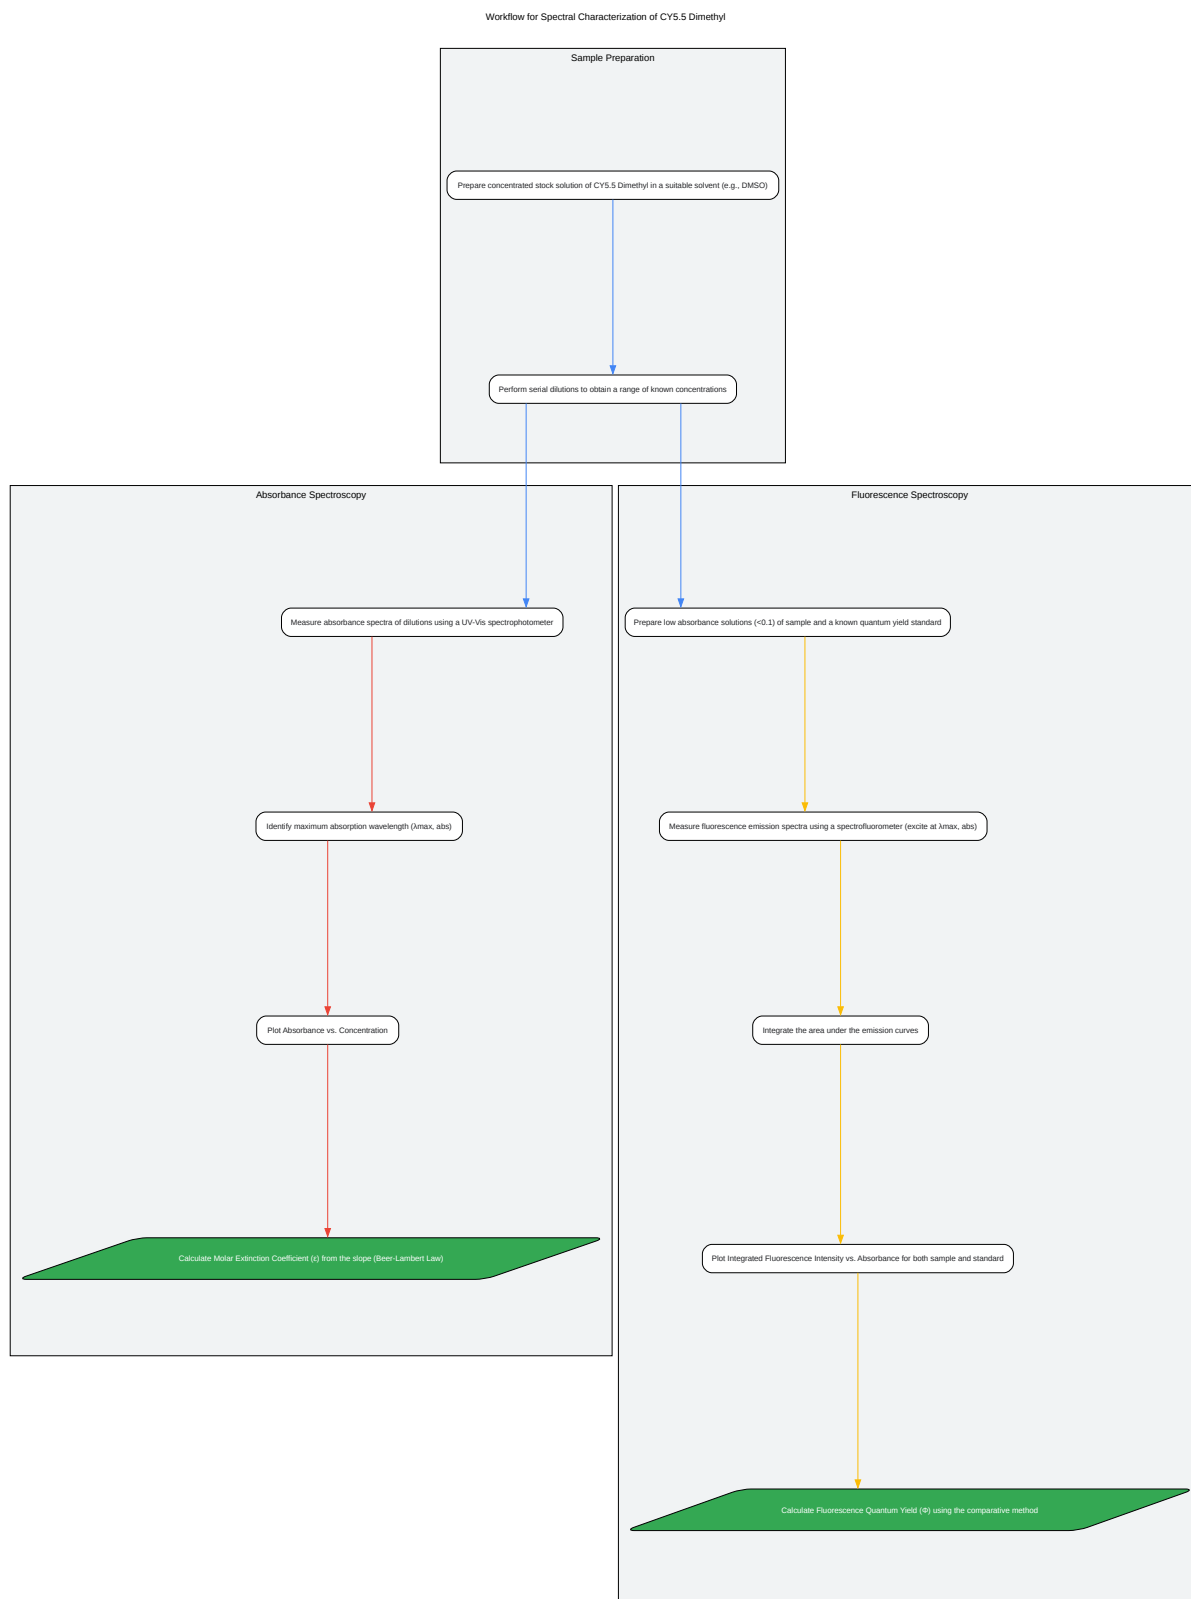 Workflow for Spectral Characterization of CY5.5 Dimethyl
Sample Preparation
Prepare concentrated stock solution of CY5.5 Dimethyl in a suitable solvent (e.g., DMSO)
Perform serial dilutions to obtain a range of known concentrations
Absorbance Spectroscopy
Measure absorbance spectra of dilutions using a UV-Vis spectrophotometer
Identify maximum absorption wavelength (λmax, abs)
Plot Absorbance vs. Concentration
Calculate Molar Extinction Coefficient (ε) from the slope (Beer-Lambert Law)
Fluorescence Spectroscopy
Prepare low absorbance solutions (<0.1) of sample and a known quantum yield standard
Measure fluorescence emission spectra using a spectrofluorometer (excite at λmax, abs)
Integrate the area under the emission curves
Plot Integrated Fluorescence Intensity vs. Absorbance for both sample and standard
Calculate Fluorescence Quantum Yield (Φ) using the comparative method